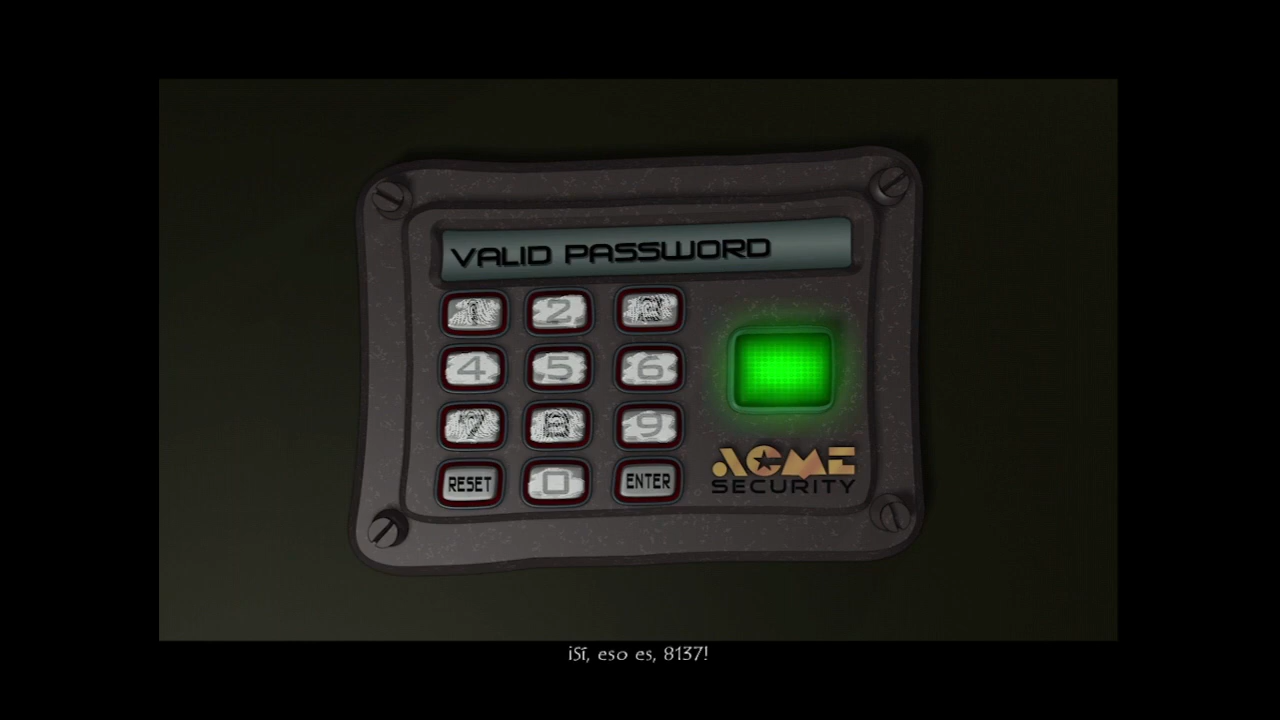 VALID PASSWORD
1 2 3
4 5 6
7 8 9
RESET 0 ENTER
ACME
SECURITY
¡Sí, eso es, 8137!